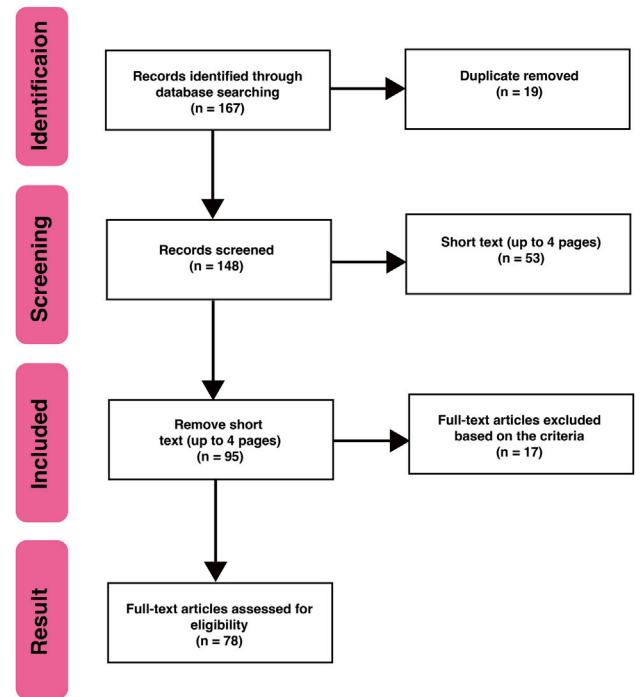 Identificaion
Records identified through
database searching
(n = 167)
Duplicate removed
(n = 19)
Screening
Records screened
(n = 148)
Short text (up to 4 pages)
(n = 53)
Included
Remove short
text (up to 4 pages)
(n = 95)
Full-text articles excluded
based on the criteria
(n = 17)
Result
Full-text articles assessed for
eligibility
(n = 78)